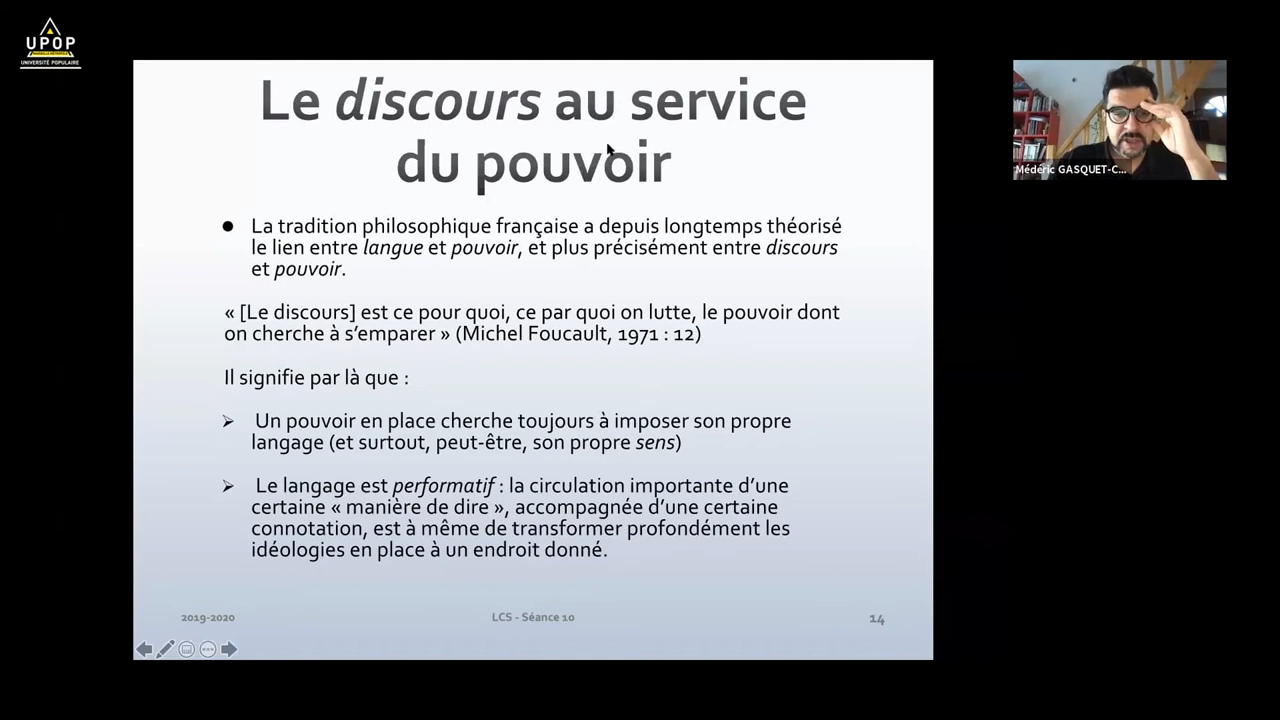 UPOP
UNIVERSITÉ POPULAIRE
Le discours au service
du pouvoir
Médéric GASQUET-C...
● La tradition philosophique française a depuis longtemps théorisé
le lien entre langue et pouvoir, et plus précisément entre discours
et pouvoir.
« [Le discours] est ce pour quoi, ce par quoi on lutte, le pouvoir dont
on cherche à s’emparer » (Michel Foucault, 1971 : 12)
Il signifie par là que :
➢ Un pouvoir en place cherche toujours à imposer son propre
langage (et surtout, peut-être, son propre sens)
➢ Le langage est performatif : la circulation importante d’une
certaine « manière de dire », accompagnée d’une certaine
connotation, est à même de transformer profondément les
idéologies en place à un endroit donné.
2019-2020
LCS - Séance 10
14